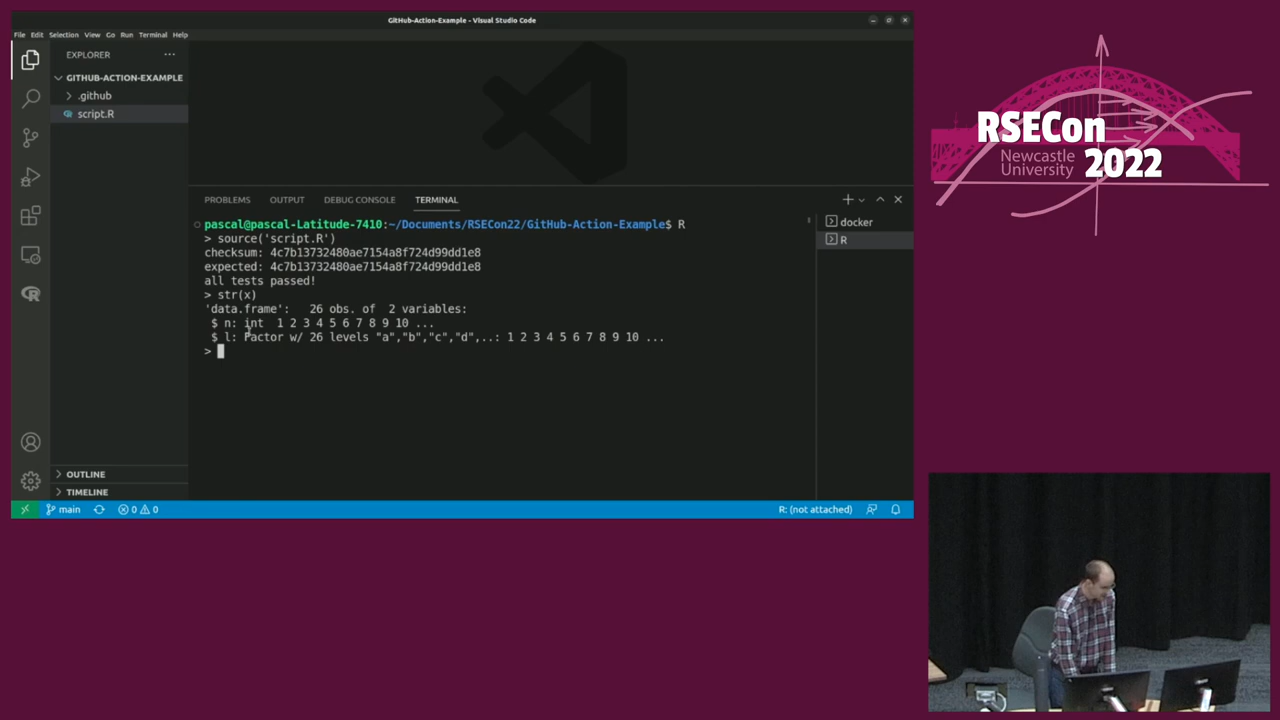 GitHub-Action-Example - Visual Studio Code
File Edit Selection View Go Run Terminal Help
EXPLORER
GITHUB-ACTION-EXAMPLE
.github
script.R
OUTLINE
TIMELINE
PROBLEMS OUTPUT DEBUG CONSOLE TERMINAL
pascal@pascal-Latitude-7410:~/Documents/RSECon22/GitHub-Action-Example$ R
> source('script.R')
checksum: 4c7b13732480ae7154a8f724d99dd1e8
expected: 4c7b13732480ae7154a8f724d99dd1e8
all tests passed!
> str(x)
'data.frame': 26 obs. of 2 variables:
$ n: int 1 2 3 4 5 6 7 8 9 10 ...
$ l: Factor w/ 26 levels "a","b","c","d",..: 1 2 3 4 5 6 7 8 9 10 ...
>
docker
R
main 0 0 R: (not attached)
RSECon
Newcastle
University 2022